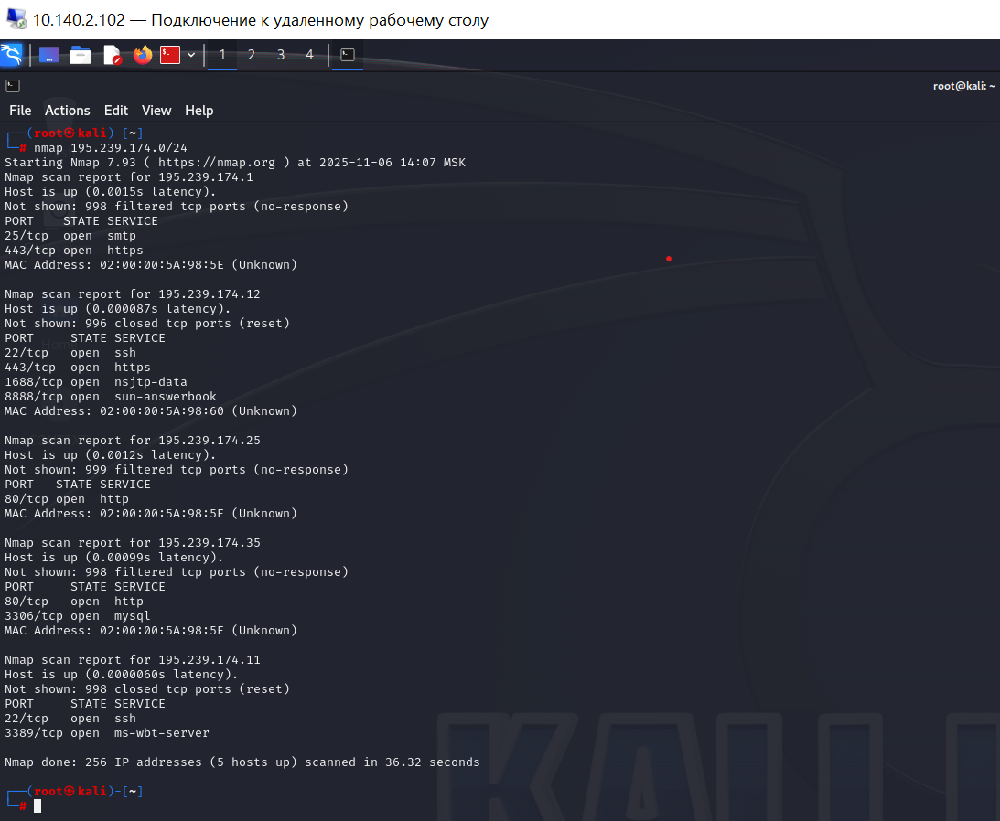 10.140.2.102 — Подключение к удаленному рабочему столу
1 2 3 4
root@kali: ~
File Actions Edit View Help
┌──(root㉿kali)-[~]
└─# nmap 195.239.174.0/24
Starting Nmap 7.93 ( https://nmap.org ) at 2025-11-06 14:07 MSK
Nmap scan report for 195.239.174.1
Host is up (0.0015s latency).
Not shown: 998 filtered tcp ports (no-response)
PORT    STATE SERVICE
25/tcp  open  smtp
443/tcp open  https
MAC Address: 02:00:00:5A:98:5E (Unknown)

Nmap scan report for 195.239.174.12
Host is up (0.000087s latency).
Not shown: 996 closed tcp ports (reset)
PORT     STATE SERVICE
22/tcp   open  ssh
443/tcp  open  https
1688/tcp open  nsjtp-data
8888/tcp open  sun-answerbook
MAC Address: 02:00:00:5A:98:60 (Unknown)

Nmap scan report for 195.239.174.25
Host is up (0.0012s latency).
Not shown: 999 filtered tcp ports (no-response)
PORT   STATE SERVICE
80/tcp open  http
MAC Address: 02:00:00:5A:98:5E (Unknown)

Nmap scan report for 195.239.174.35
Host is up (0.00099s latency).
Not shown: 998 filtered tcp ports (no-response)
PORT     STATE SERVICE
80/tcp   open  http
3306/tcp open  mysql
MAC Address: 02:00:00:5A:98:5E (Unknown)

Nmap scan report for 195.239.174.11
Host is up (0.0000060s latency).
Not shown: 998 closed tcp ports (reset)
PORT     STATE SERVICE
22/tcp   open  ssh
3389/tcp open  ms-wbt-server

Nmap done: 256 IP addresses (5 hosts up) scanned in 36.32 seconds

┌──(root㉿kali)-[~]
└─#
KALI